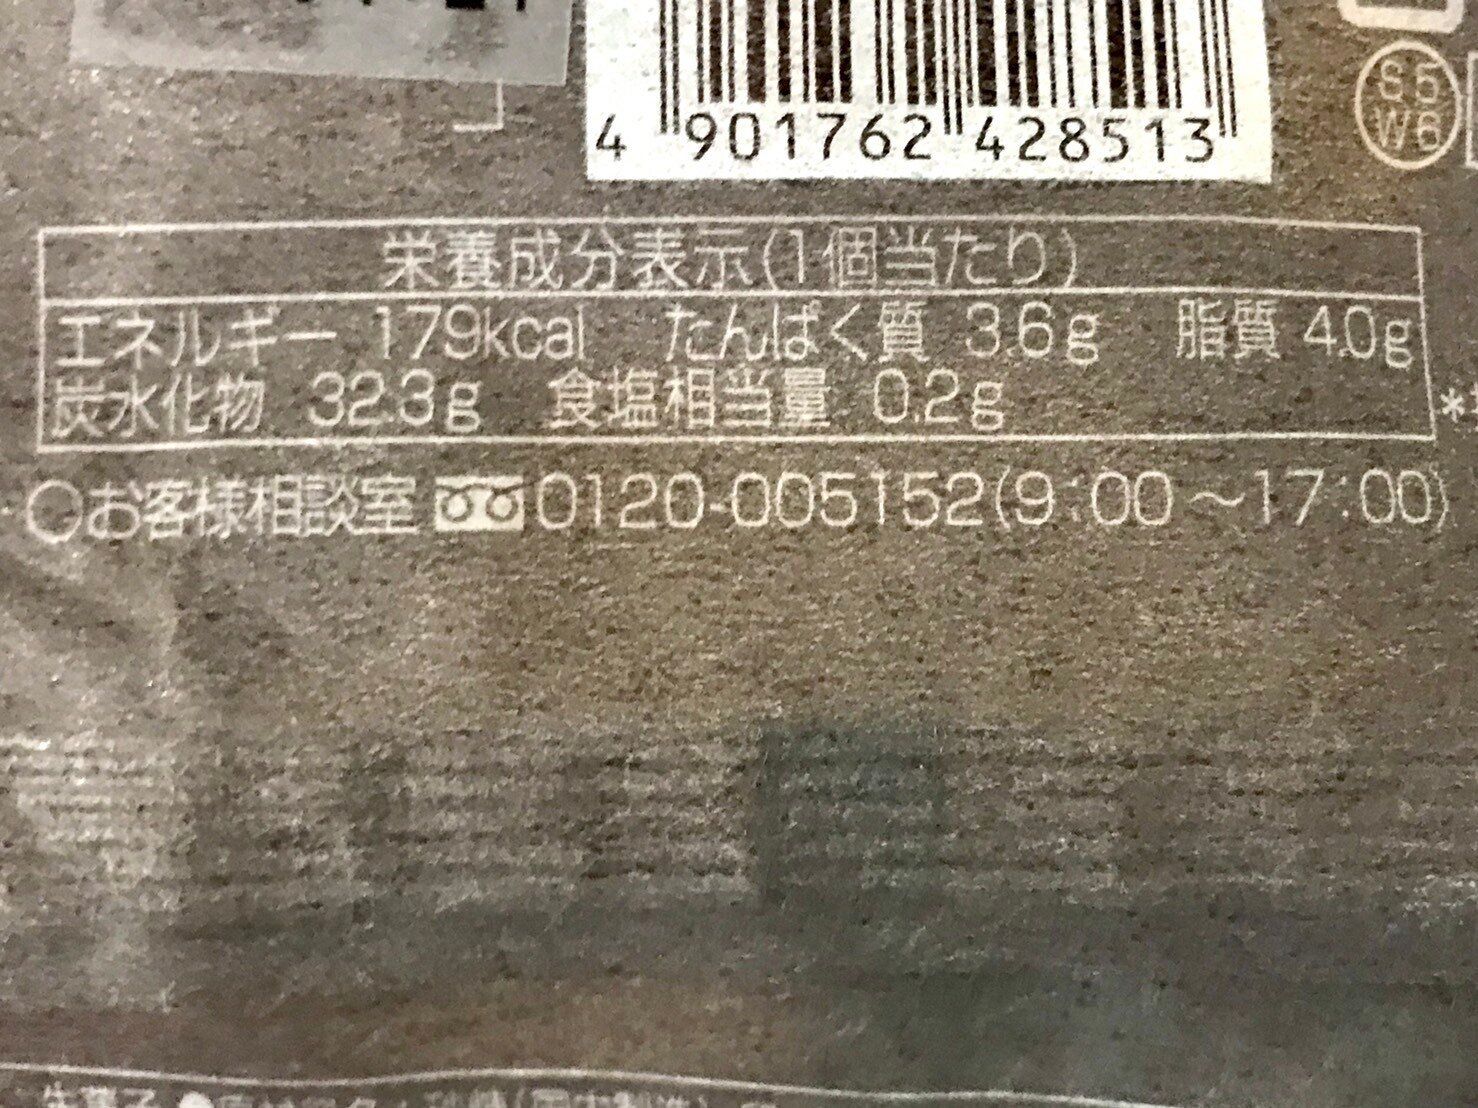 4 901762 428513
S5
W6
栄養成分表示(1個当たり)
エネルギー 179kcal たんぱく質 3.6g 脂質 4.0g
炭水化物 32.3g 食塩相当量 0.2g
*
○お客様相談室 0120-005152(9:00～17:00)